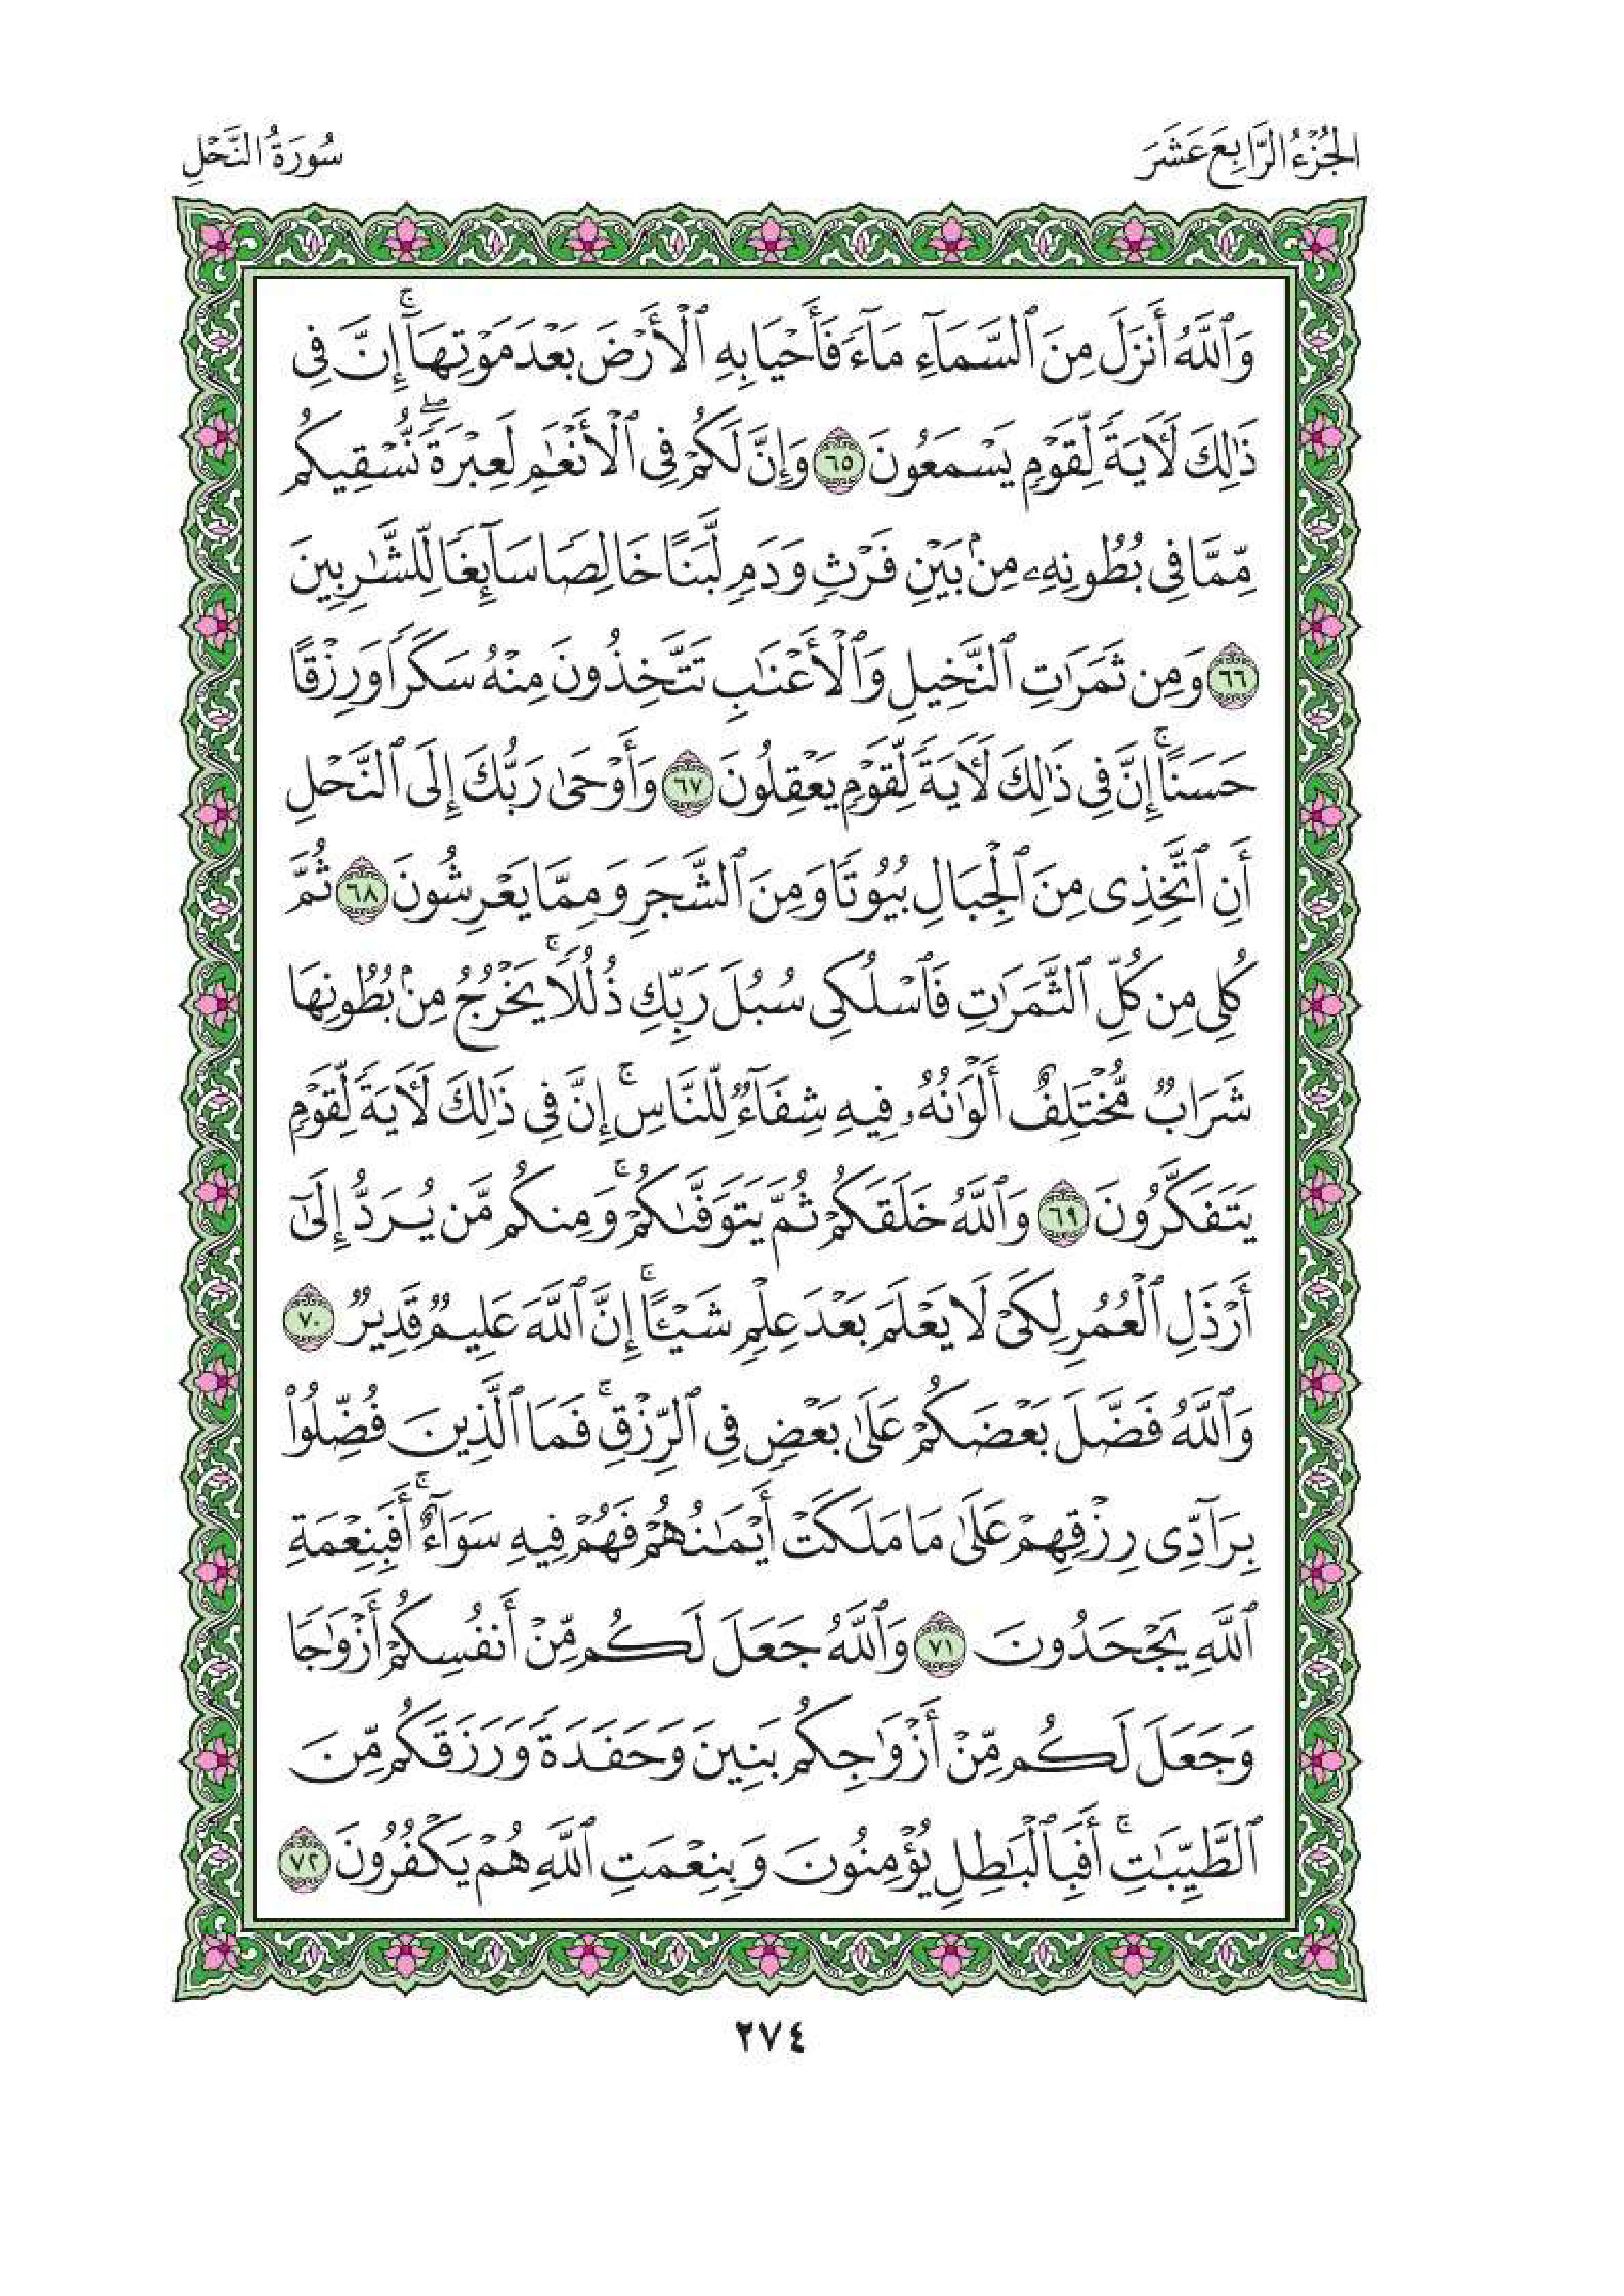 الجُزْءُ الرَّابِعَ عَشَرَ
سُورَةُ النَّحْلِ
وَٱللَّهُ أَنزَلَ مِنَ ٱلسَّمَآءِ مَآءً فَأَحْيَا بِهِ ٱلْأَرْضَ بَعْدَ مَوْتِهَآ ۚ إِنَّ فِى
ذَٰلِكَ لَـَٔايَةً لِّقَوْمٍ يَسْمَعُونَ ٦٥ وَإِنَّ لَكُمْ فِى ٱلْأَنْعَٰمِ لَعِبْرَةً ۖ نُّسْقِيكُم
مِّمَّا فِى بُطُونِهِۦ مِنۢ بَيْنِ فَرْثٍ وَدَمٍ لَّبَنًا خَالِصًا سَآئِغًا لِّلشَّٰرِبِينَ
٦٦ وَمِن ثَمَرَٰتِ ٱلنَّخِيلِ وَٱلْأَعْنَٰبِ تَتَّخِذُونَ مِنْهُ سَكَرًا وَرِزْقًا
حَسَنًا ۚ إِنَّ فِى ذَٰلِكَ لَـَٔايَةً لِّقَوْمٍ يَعْقِلُونَ ٦٧ وَأَوْحَىٰ رَبُّكَ إِلَى ٱلنَّحْلِ
أَنِ ٱتَّخِذِى مِنَ ٱلْجِبَالِ بُيُوتًا وَمِنَ ٱلشَّجَرِ وَمِمَّا يَعْرِشُونَ ٦٨ ثُمَّ
كُلِى مِن كُلِّ ٱلثَّمَرَٰتِ فَٱسْلُكِى سُبُلَ رَبِّكِ ذُلُلًا ۚ يَخْرُجُ مِنۢ بُطُونِهَا
شَرَابٌ مُّخْتَلِفٌ أَلْوَٰنُهُۥ فِيهِ شِفَآءٌ لِّلنَّاسِ ۗ إِنَّ فِى ذَٰلِكَ لَـَٔايَةً لِّقَوْمٍ
يَتَفَكَّرُونَ ٦٩ وَٱللَّهُ خَلَقَكُمْ ثُمَّ يَتَوَفَّىٰكُمْ ۚ وَمِنكُم مَّن يُرَدُّ إِلَىٰٓ
أَرْذَلِ ٱلْعُمُرِ لِكَىْ لَا يَعْلَمَ بَعْدَ عِلْمٍ شَيْـًٔا ۚ إِنَّ ٱللَّهَ عَلِيمٌ قَدِيرٌ ٧٠
وَٱللَّهُ فَضَّلَ بَعْضَكُمْ عَلَىٰ بَعْضٍ فِى ٱلرِّزْقِ ۚ فَمَا ٱلَّذِينَ فُضِّلُوا۟
بِرَآدِّى رِزْقِهِمْ عَلَىٰ مَا مَلَكَتْ أَيْمَٰنُهُمْ فَهُمْ فِيهِ سَوَآءٌ ۚ أَفَبِنِعْمَةِ
ٱللَّهِ يَجْحَدُونَ ٧١ وَٱللَّهُ جَعَلَ لَكُم مِّنْ أَنفُسِكُمْ أَزْوَٰجًا
وَجَعَلَ لَكُم مِّنْ أَزْوَٰجِكُم بَنِينَ وَحَفَدَةً وَرَزَقَكُم مِّنَ
ٱلطَّيِّبَٰتِ ۚ أَفَبِٱلْبَٰطِلِ يُؤْمِنُونَ وَبِنِعْمَتِ ٱللَّهِ هُمْ يَكْفُرُونَ ٧٢
٢٧٤